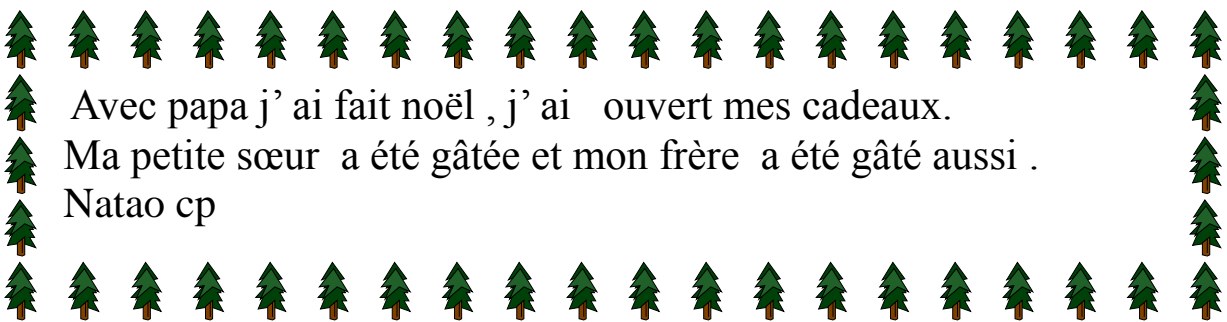 Avec papa j’ ai fait noël , j’ ai ouvert mes cadeaux.
Ma petite sœur a été gâtée et mon frère a été gâté aussi .
Natao cp